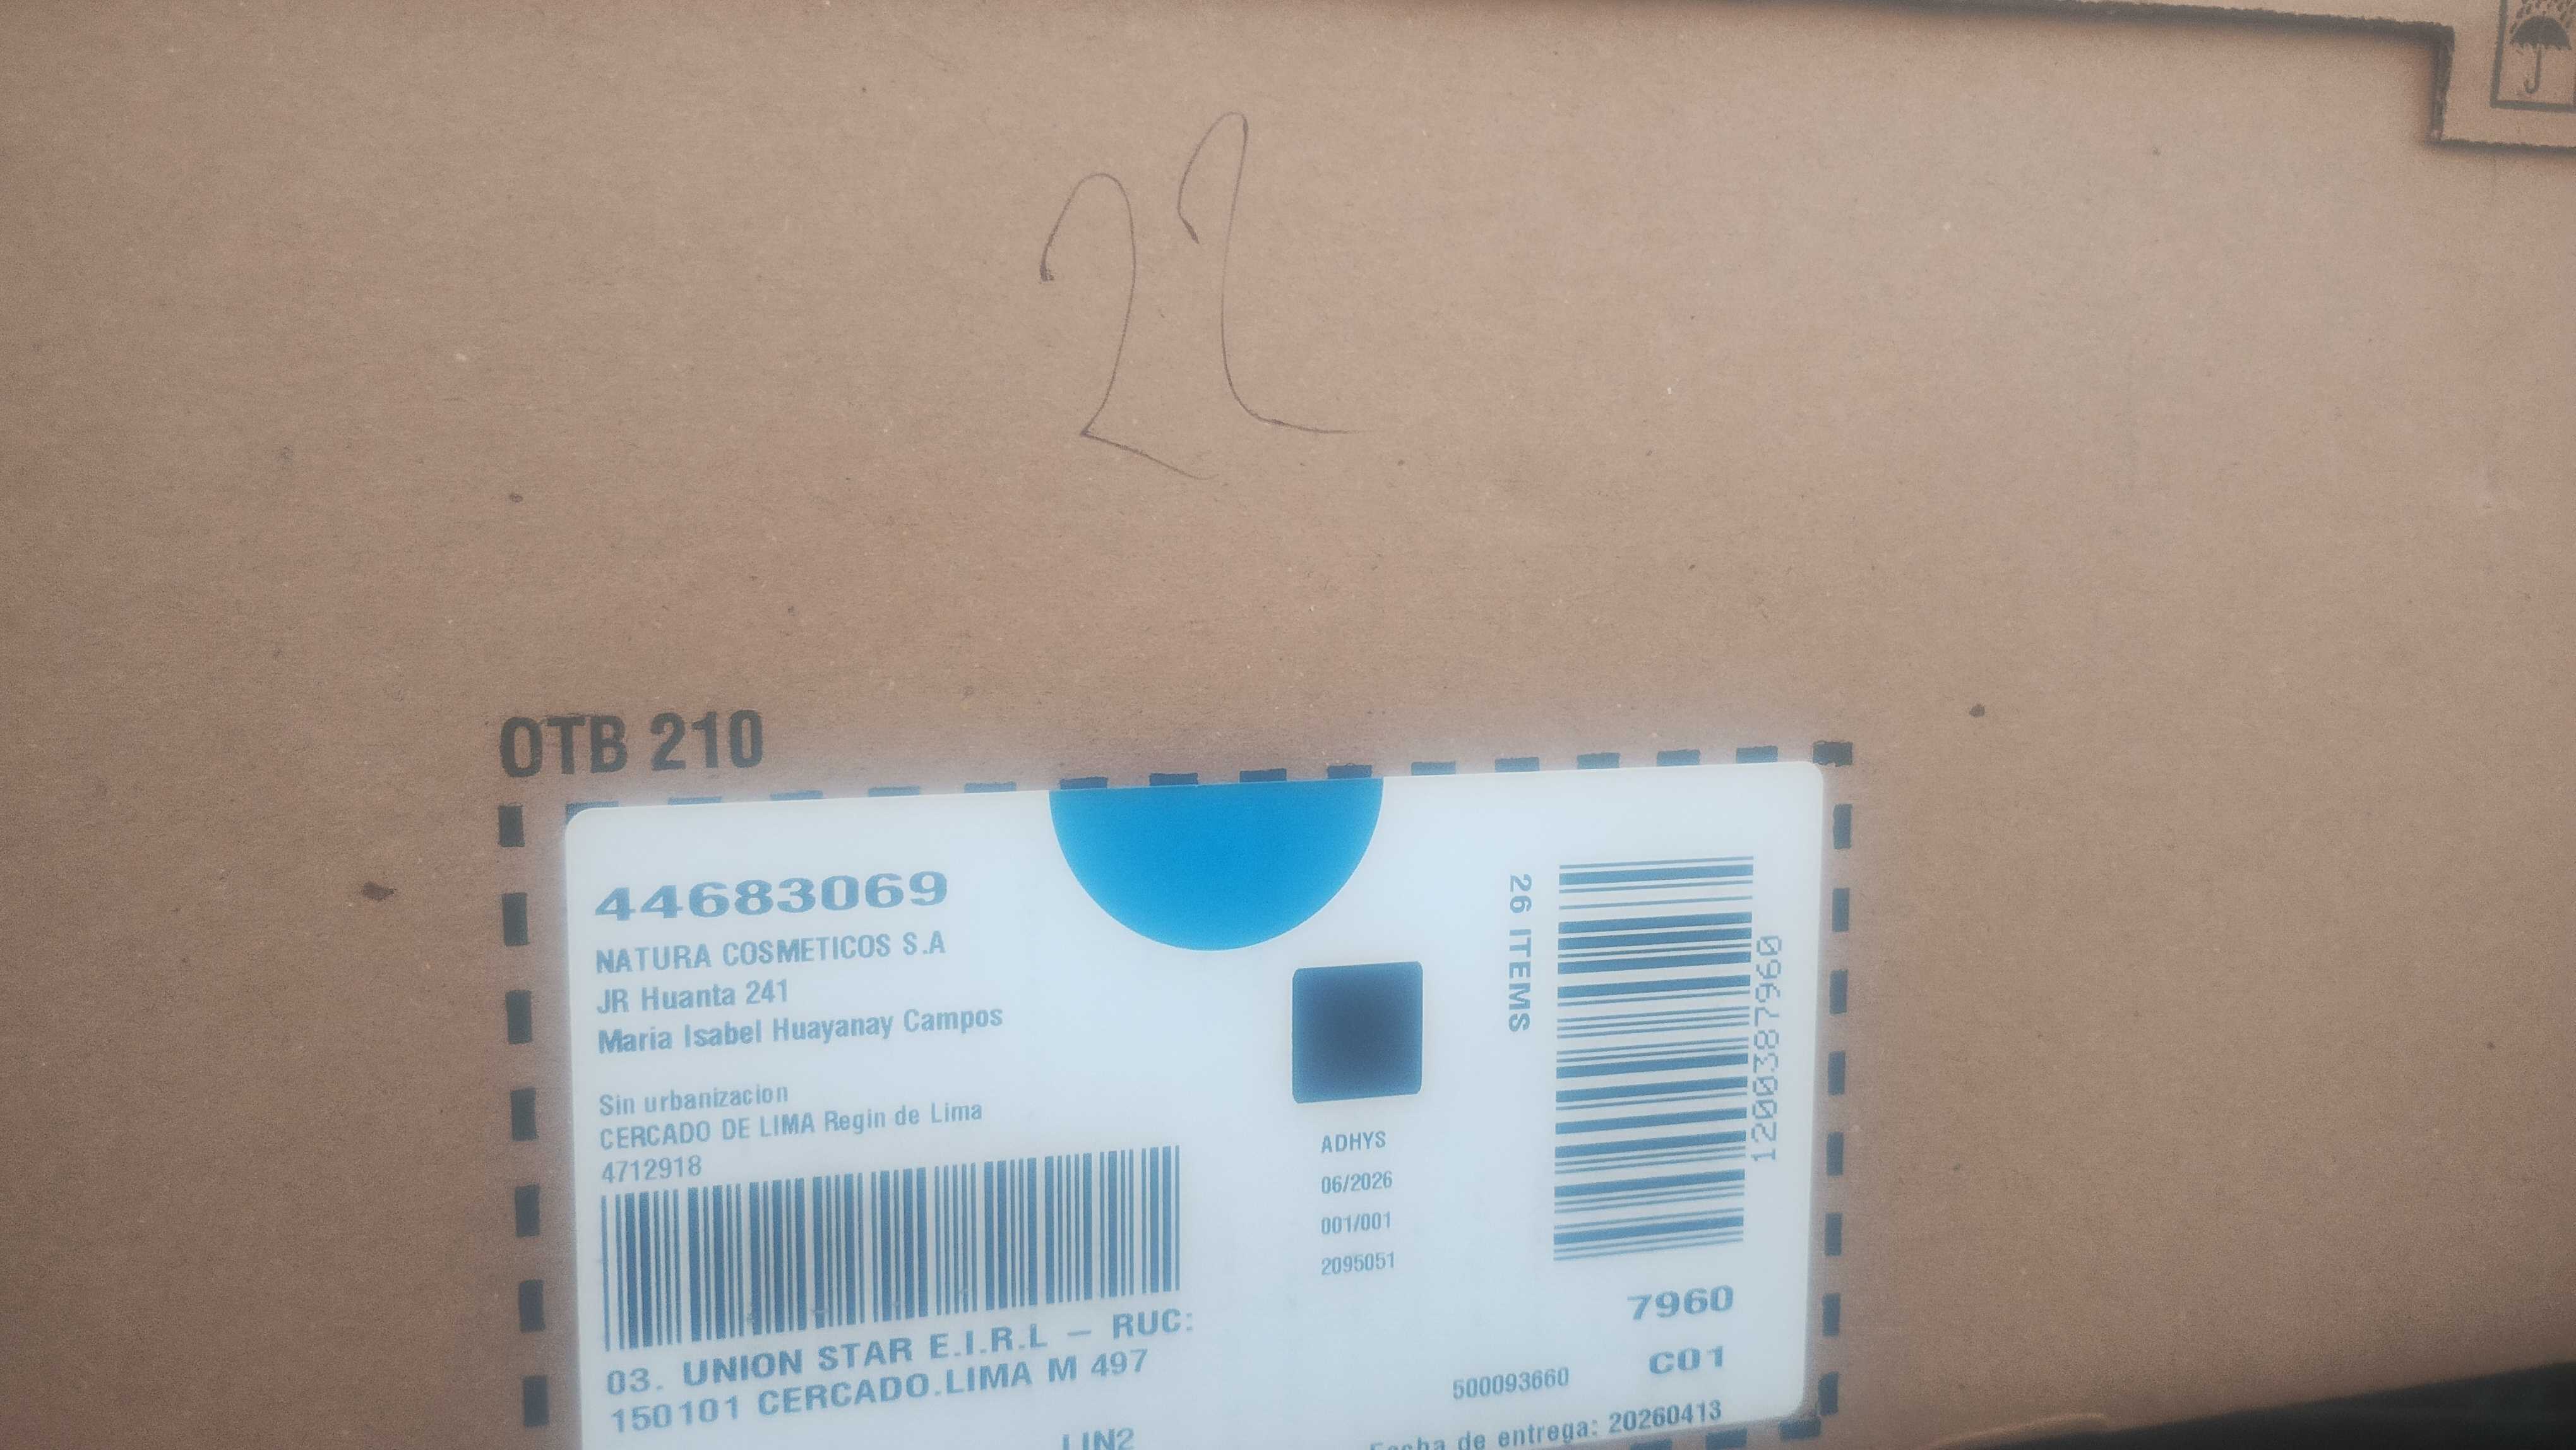 22
OTB 210
44683069
NATURA COSMETICOS S.A
JR Huanta 241
Maria Isabel Huayanay Campos
Sin urbanizacion
CERCADO DE LIMA Regin de Lima
4712918
03. UNION STAR E.I.R.L – RUC:
150101 CERCADO.LIMA M 497
LIN2
ADHYS
06/2026
001/001
2095051
26 ITEMS
1200387960
7960
C01
500093660
Fecha de entrega: 20260413